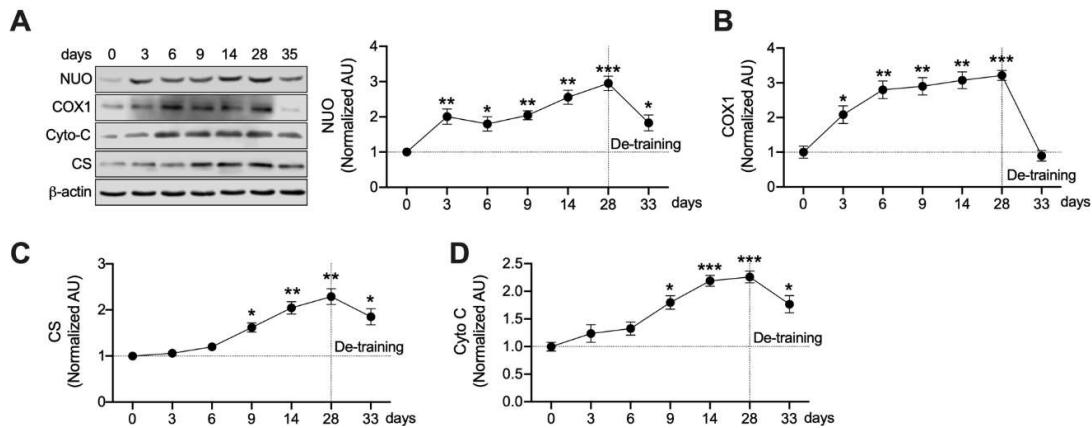 A
days 0 3 6 9 14 28 35
NUO
COX1
Cyto-C
CS
β-actin
NUO
(Normalized AU)
4
3
2
1
0
** * ** ** *** *
De-training
0 3 6 9 14 28 33 days
B
COX1
(Normalized AU)
4
3
2
1
0
* ** ** ** ***
De-training
0 3 6 9 14 28 33 days
C
CS
(Normalized AU)
3
2
1
0
* ** ** *
De-training
0 3 6 9 14 28 33 days
D
Cyto C
(Normalized AU)
2.5
2.0
1.5
1.0
0.5
0.0
* *** *** *
De-training
0 3 6 9 14 28 33 days